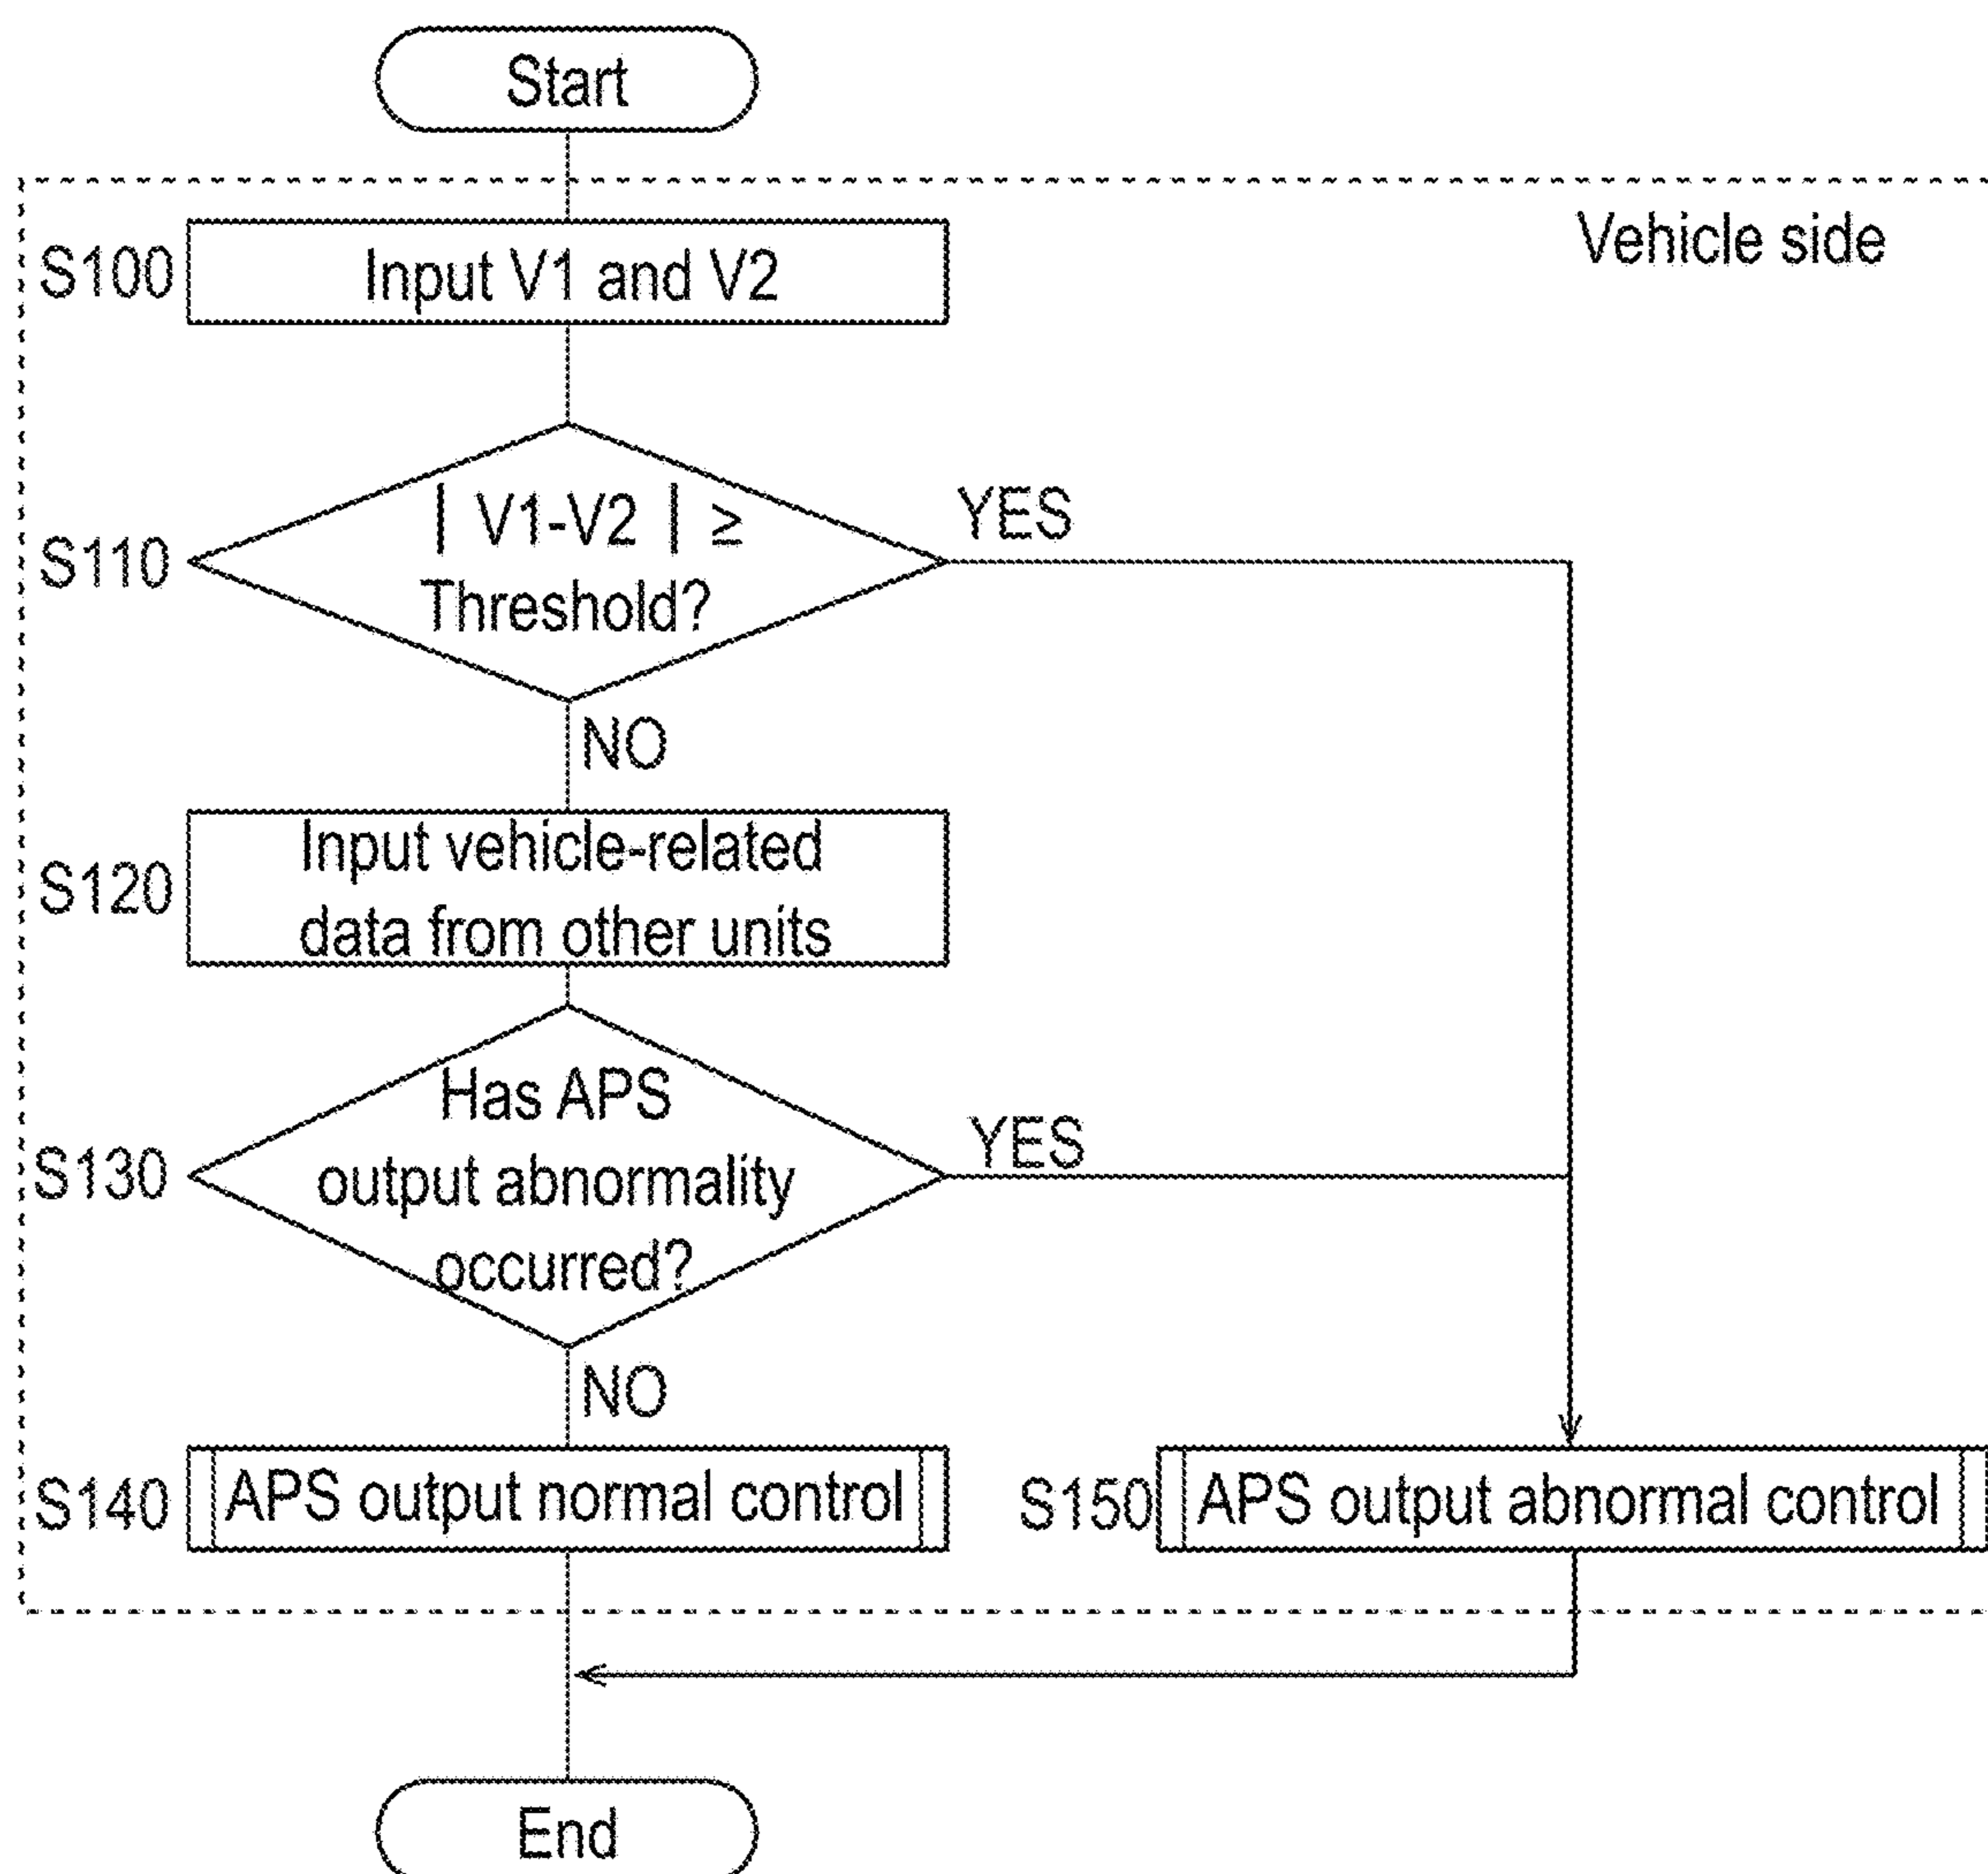 Start
Vehicle side
S100
Input V1 and V2
S110
| V1-V2 | ≥
Threshold?
YES
NO
S120
Input vehicle-related
data from other units
S130
Has APS
output abnormality
occurred?
YES
NO
S140
APS output normal control
S150
APS output abnormal control
End